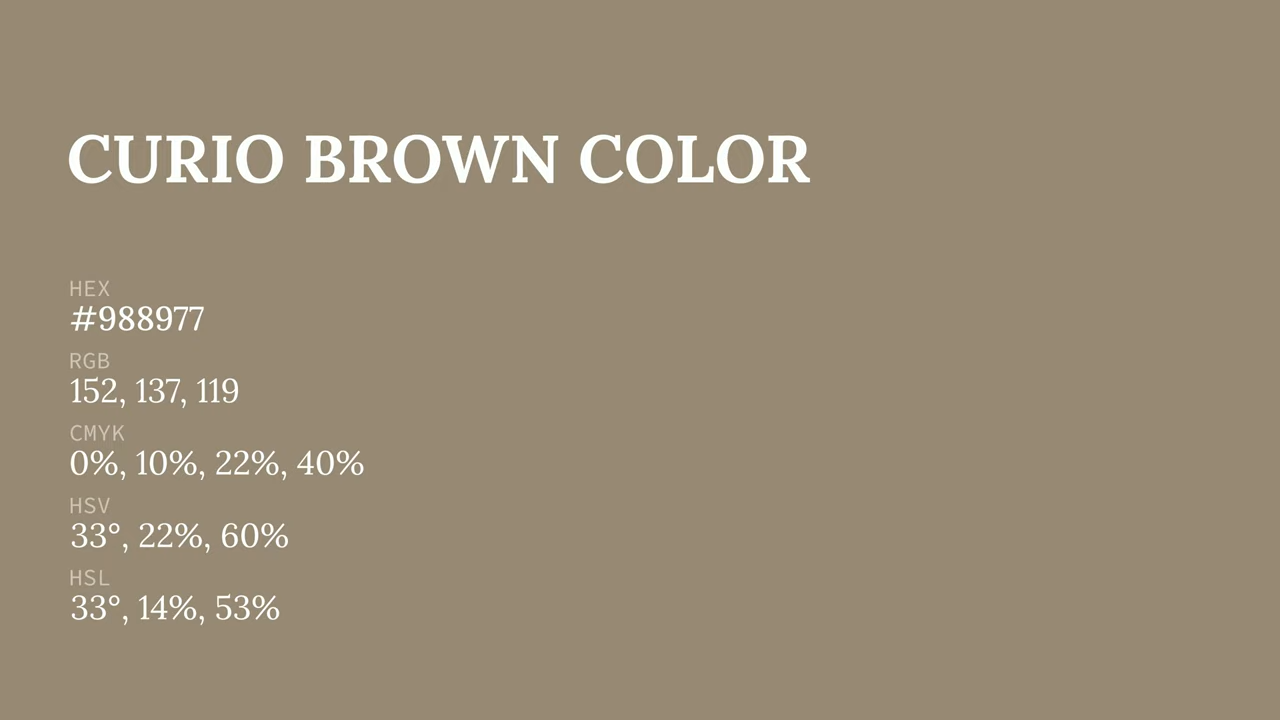 CURIO BROWN COLOR
HEX
#988977
RGB
152, 137, 119
CMYK
0%, 10%, 22%, 40%
HSV
33°, 22%, 60%
HSL
33°, 14%, 53%